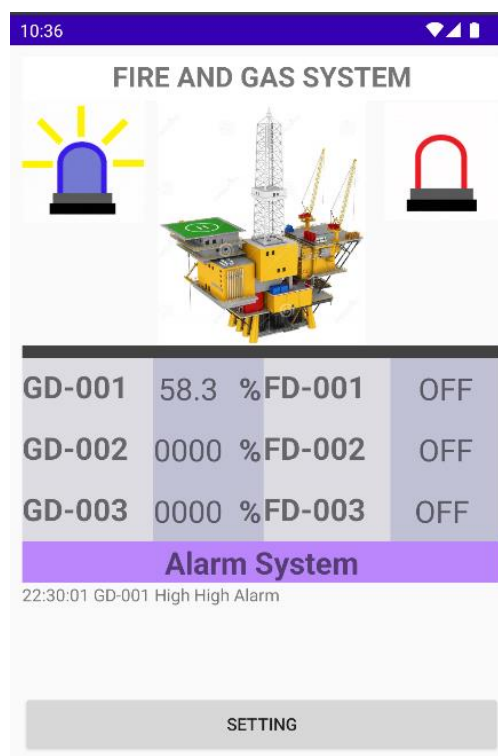 10:36
FIRE AND GAS SYSTEM
GD-001 58.3 % FD-001 OFF
GD-002 0000 % FD-002 OFF
GD-003 0000 % FD-003 OFF
Alarm System
22:30:01 GD-001 High High Alarm
SETTING